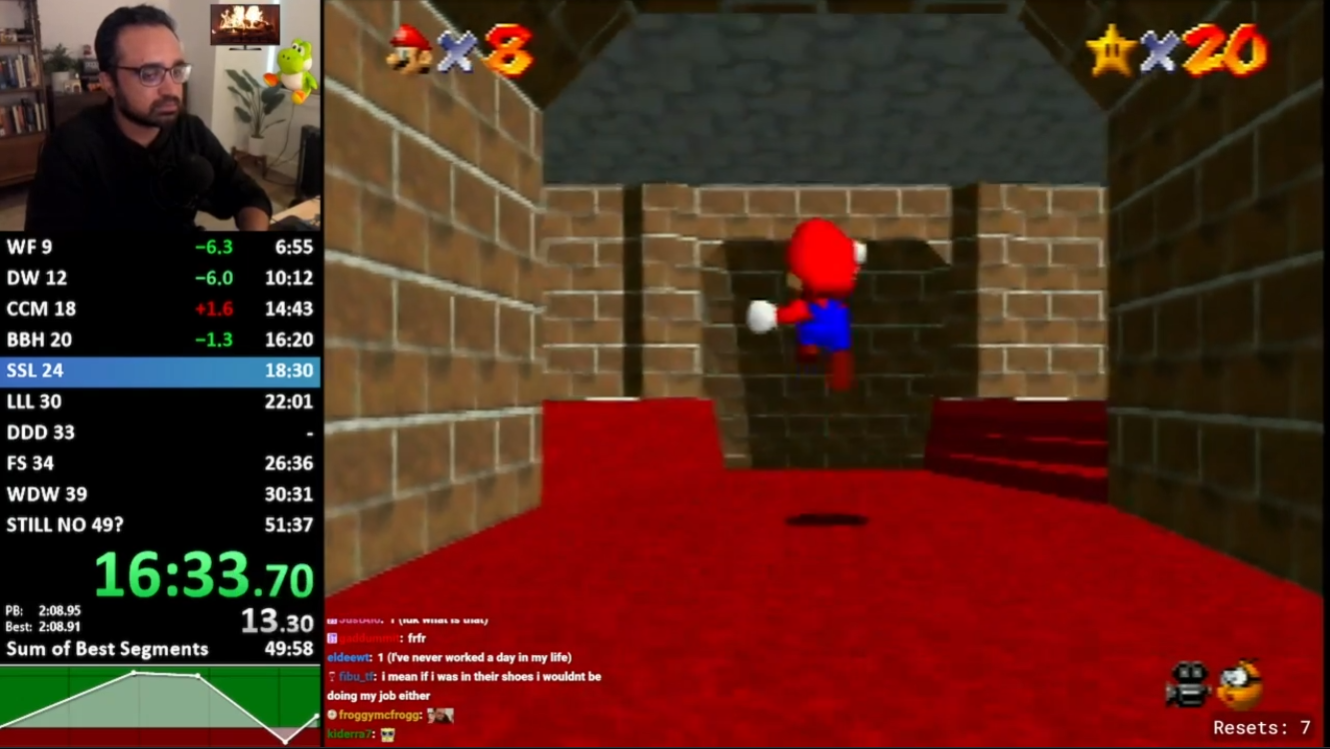 x 8
x 20
WF 9 −6.3 6:55
DW 12 −6.0 10:12
CCM 18 +1.6 14:43
BBH 20 −1.3 16:20
SSL 24 18:30
LLL 30 22:01
DDD 33 -
FS 34 26:36
WDW 39 30:31
STILL NO 49? 51:37
16:33.70
PB: 2:08.95
Best: 2:08.91
13.30
Sum of Best Segments 49:58
: frfr
eldeewt: 1 (I've never worked a day in my life)
fibu_tf: i mean if i was in their shoes i wouldnt be
doing my job either
froggymcfrogg:
kiderra7:
Resets: 7